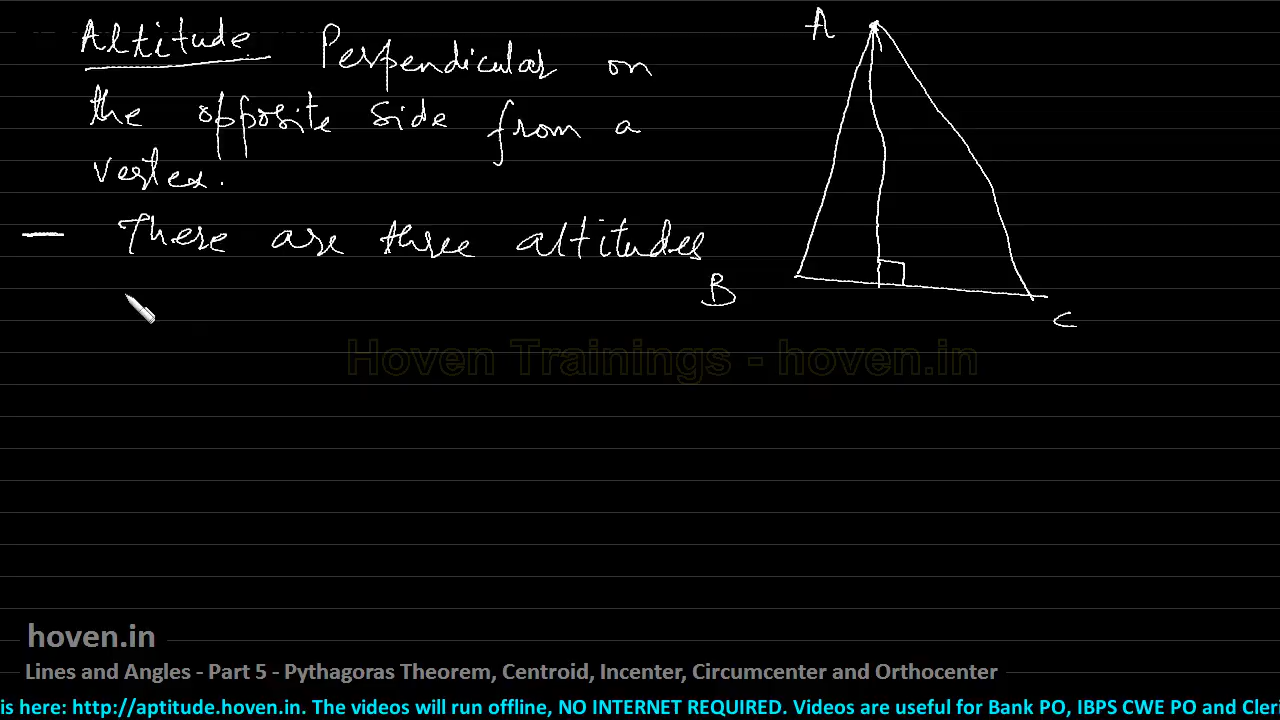 Altitude Perpendicular on
the opposite side from a
vertex.
— There are three altitudes
A
B
C
Hoven Trainings - hoven.in
hoven.in
Lines and Angles - Part 5 - Pythagoras Theorem, Centroid, Incenter, Circumcenter and Orthocenter
is here: http://aptitude.hoven.in. The videos will run offline, NO INTERNET REQUIRED. Videos are useful for Bank PO, IBPS CWE PO and Cler